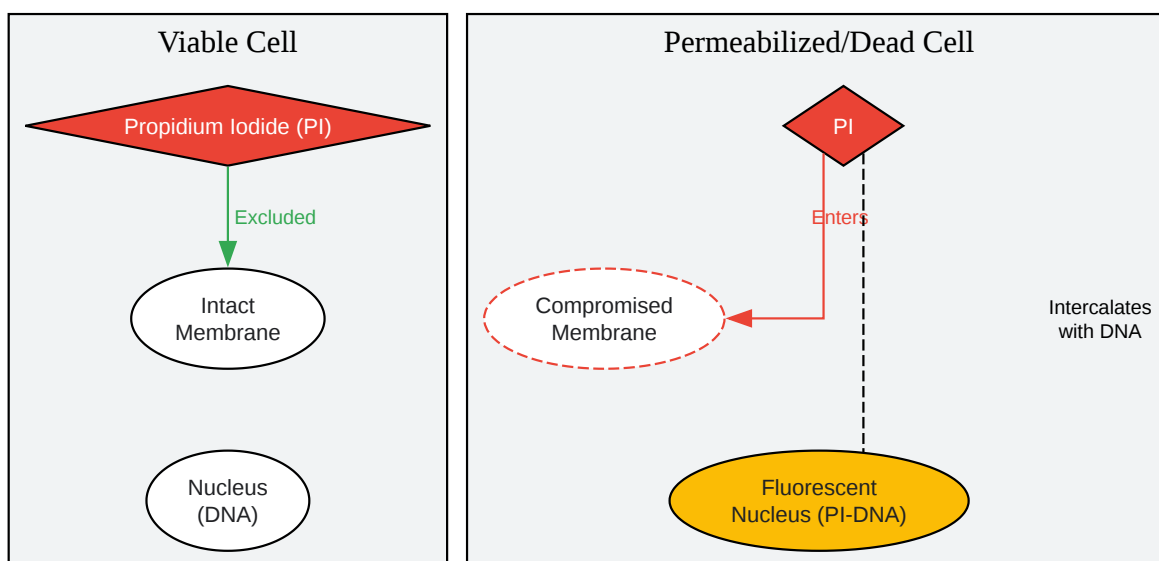 Viable Cell
Propidium Iodide (PI)
Excluded
Intact
Membrane
Nucleus
(DNA)
Permeabilized/Dead Cell
PI
Enters
Compromised
Membrane
Intercalates
with DNA
Fluorescent
Nucleus (PI-DNA)